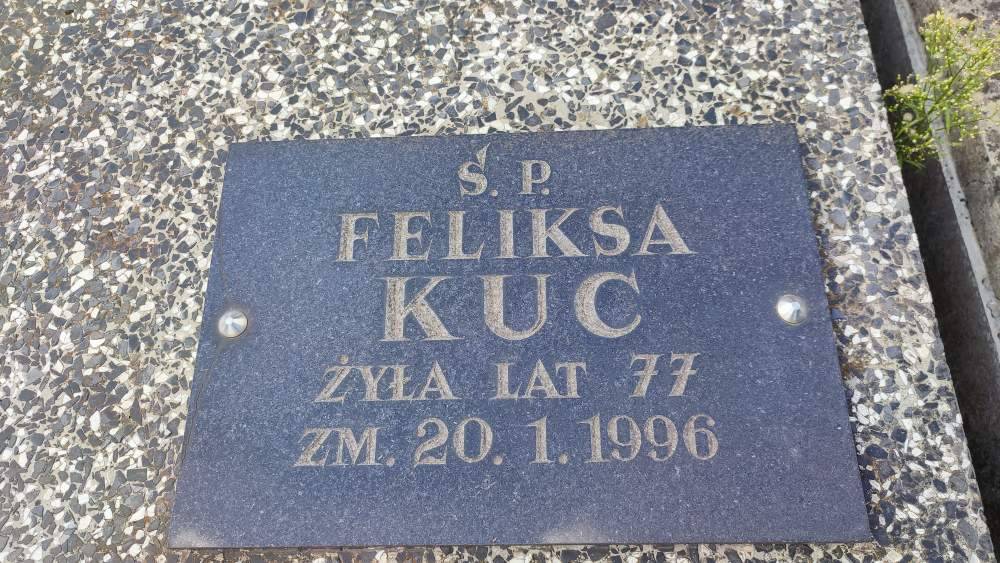 Ś. P.
FELIKSA
KUC
ŻYŁA LAT 77
ZM. 20. 1. 1996